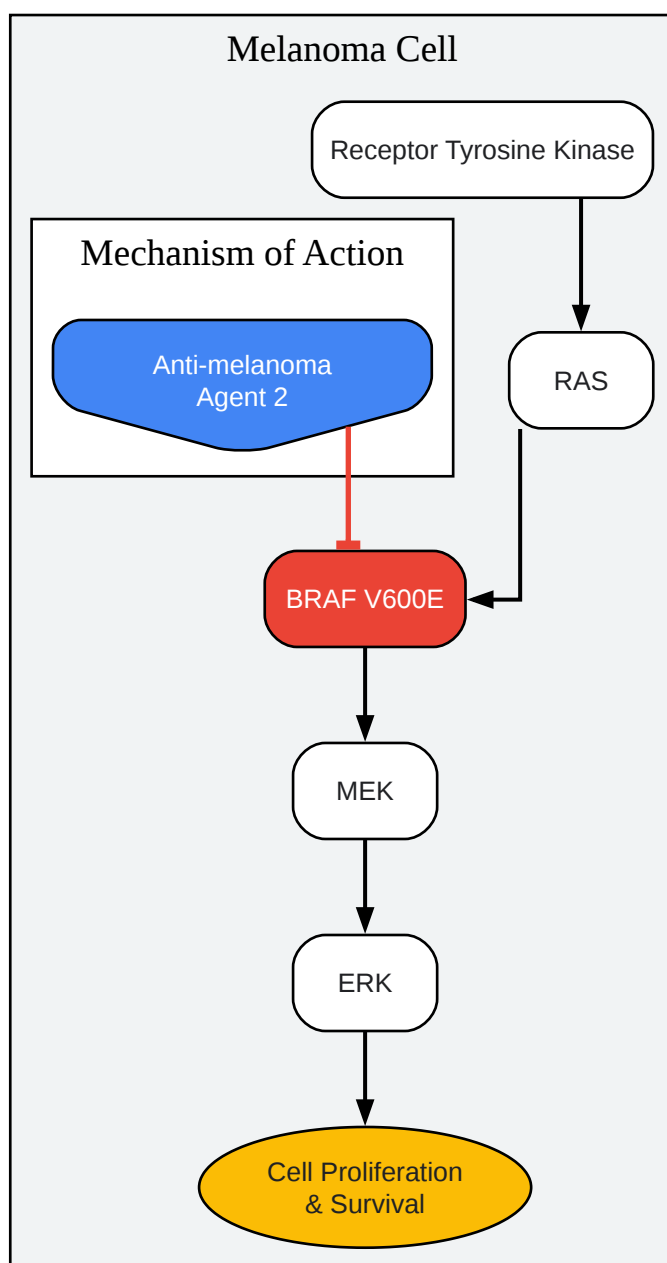 Melanoma Cell
Receptor Tyrosine Kinase
Mechanism of Action
Anti-melanoma
Agent 2
RAS
BRAF V600E
MEK
ERK
Cell Proliferation
& Survival